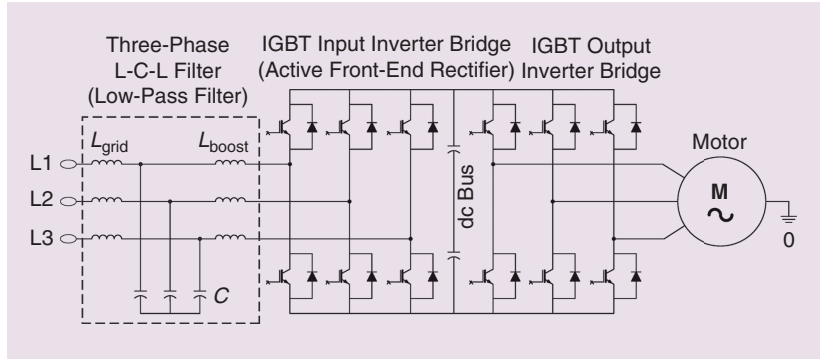 Three-Phase
L-C-L Filter
(Low-Pass Filter)
IGBT Input Inverter Bridge
(Active Front-End Rectifier)
IGBT Output
Inverter Bridge
Lgrid
Lboost
L1
L2
L3
C
dc Bus
Motor
M
0